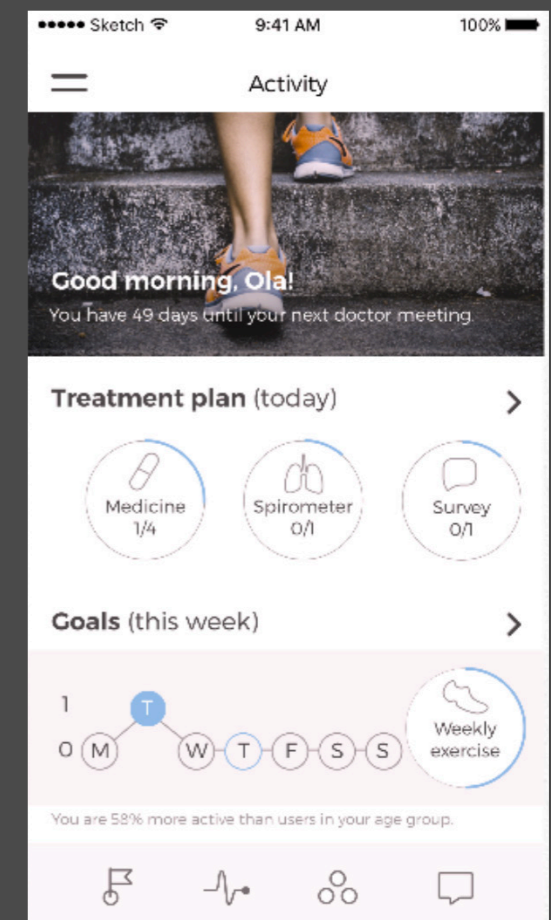 Sketch 9:41 AM 100%
Activity
Good morning, Ola!
You have 49 days until your next doctor meeting.
Treatment plan (today)
Medicine
1/4
Spirometer
0/1
Survey
0/1
Goals (this week)
1
0 M T W T F S S
Weekly
exercise
You are 58% more active than users in your age group.